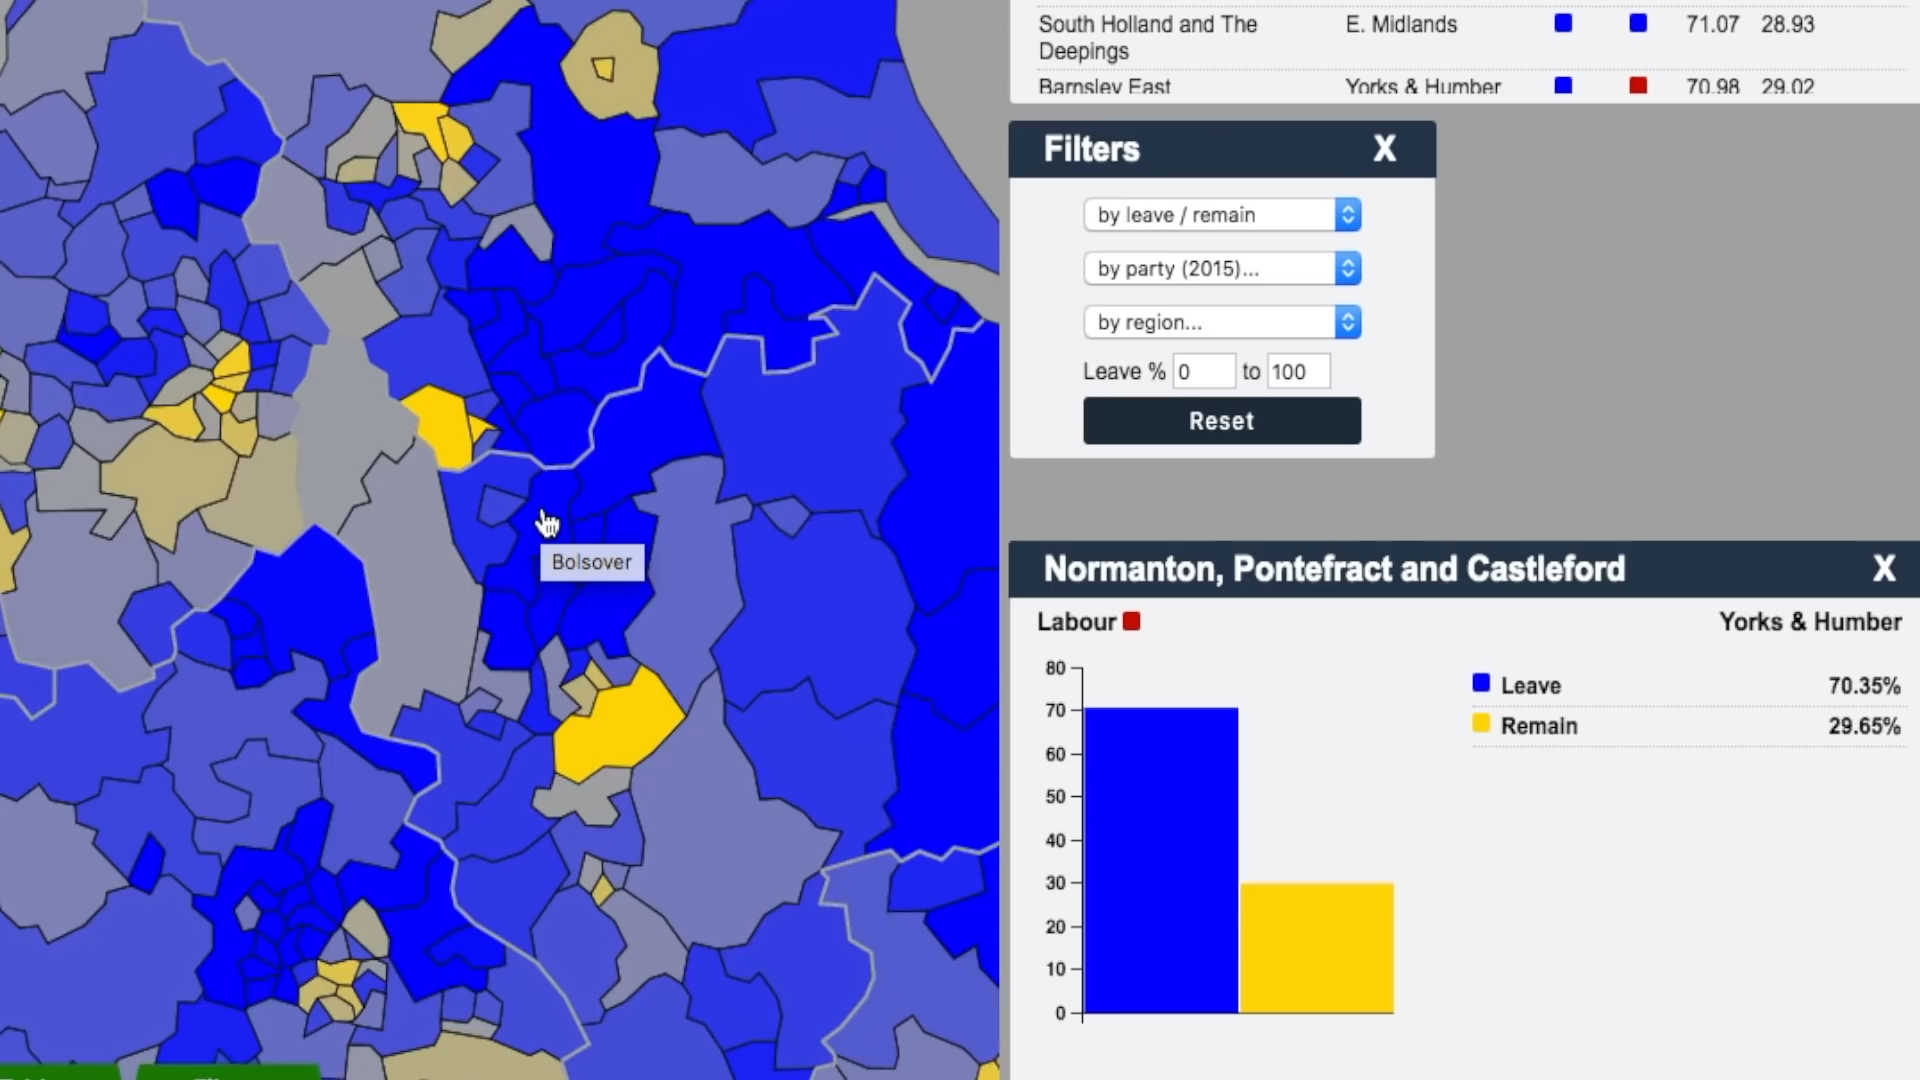 South Holland and The Deepings E. Midlands 71.07 28.93
Barnsley East Yorks & Humber 70.98 29.02
Filters X
by leave / remain
by party (2015)...
by region...
Leave % 0 to 100
Reset
Bolsover
Normanton, Pontefract and Castleford X
Labour Yorks & Humber
80
70
60
50
40
30
20
10
0
Leave 70.35%
Remain 29.65%